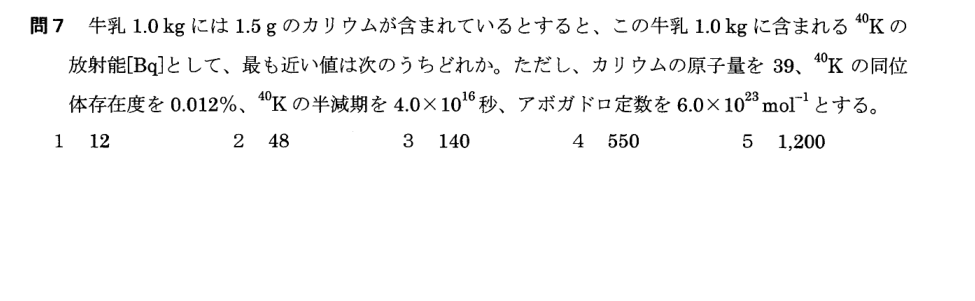 問7 牛乳 1.0 kg には 1.5 g のカリウムが含まれているとすると、この牛乳 1.0 kg に含まれる ⁴⁰K の
放射能[Bq]として、最も近い値は次のうちどれか。ただし、カリウムの原子量を 39、⁴⁰K の同位
体存在度を 0.012%、⁴⁰K の半減期を 4.0×10¹⁶ 秒、アボガドロ定数を 6.0×10²³ mol⁻¹ とする。
1 12 2 48 3 140 4 550 5 1,200